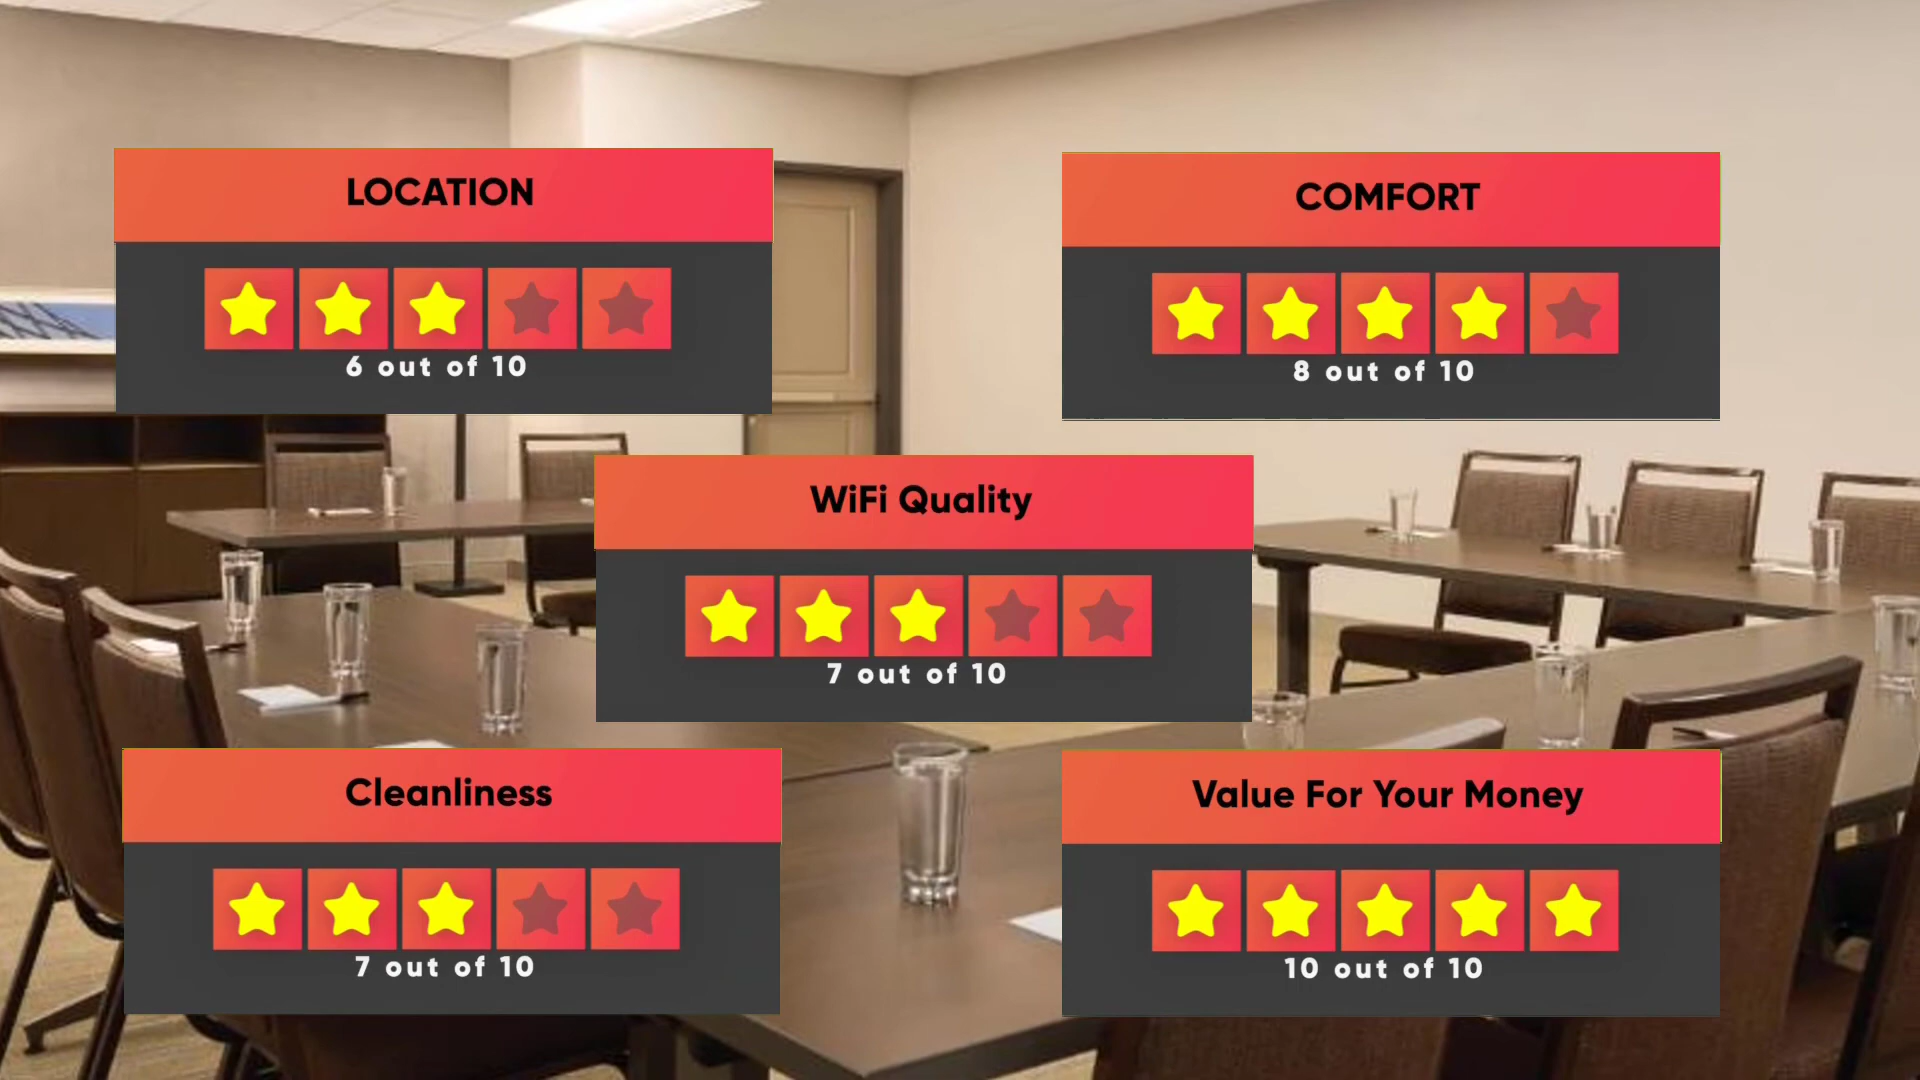 LOCATION
6 out of 10
COMFORT
8 out of 10
WiFi Quality
7 out of 10
Cleanliness
7 out of 10
Value For Your Money
10 out of 10